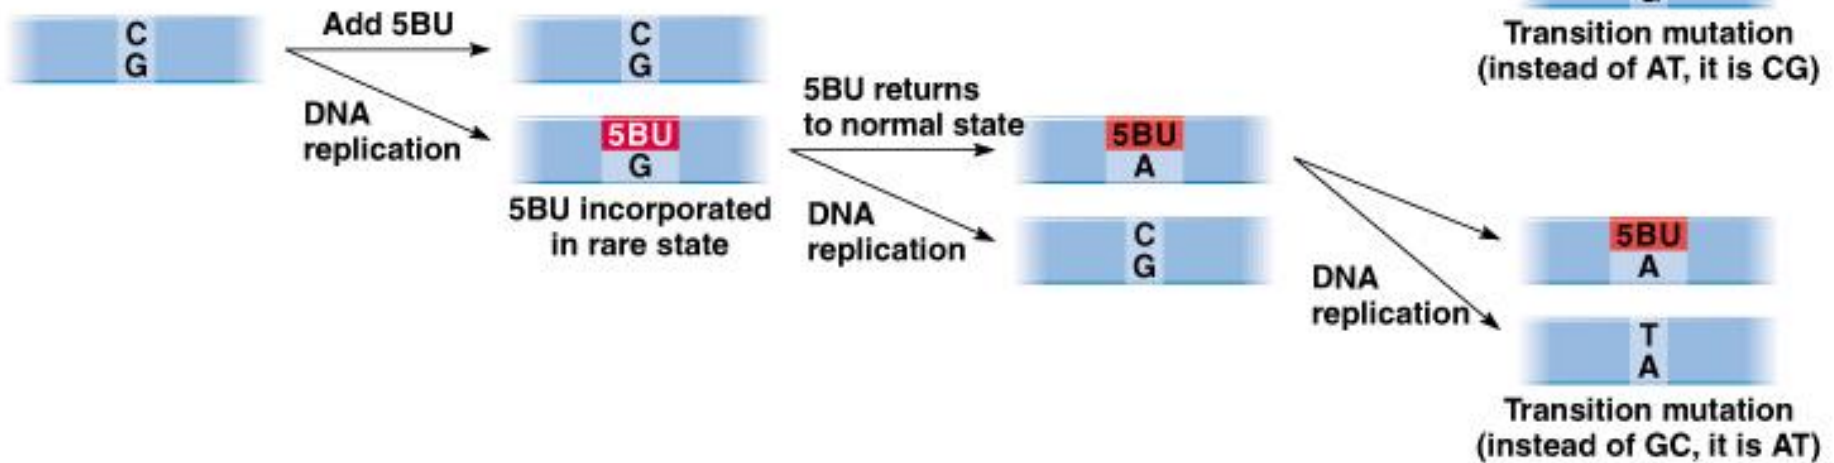 C
G
Add 5BU
DNA
replication
C
G
5BU
G
5BU incorporated
in rare state
5BU returns
to normal state
DNA
replication
5BU
A
C
G
DNA
replication
Transition mutation
(instead of AT, it is CG)
5BU
A
T
A
Transition mutation
(instead of GC, it is AT)